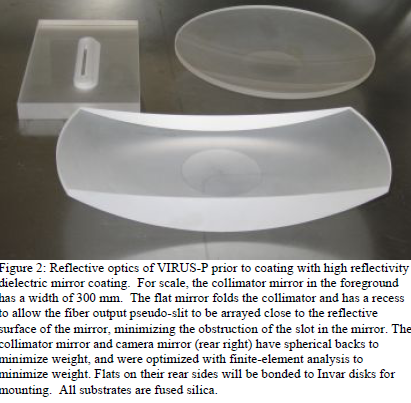 Figure 2: Reflective optics of VIRUS-P prior to coating with high reflectivity
dielectric mirror coating.  For scale, the collimator mirror in the foreground
has a width of 300 mm.  The flat mirror folds the collimator and has a recess
to allow the fiber output pseudo-slit to be arrayed close to the reflective
surface of the mirror, minimizing the obstruction of the slot in the mirror. The
collimator mirror and camera mirror (rear right) have spherical backs to
minimize weight, and were optimized with finite-element analysis to
minimize weight. Flats on their rear sides will be bonded to Invar disks for
mounting.  All substrates are fused silica.